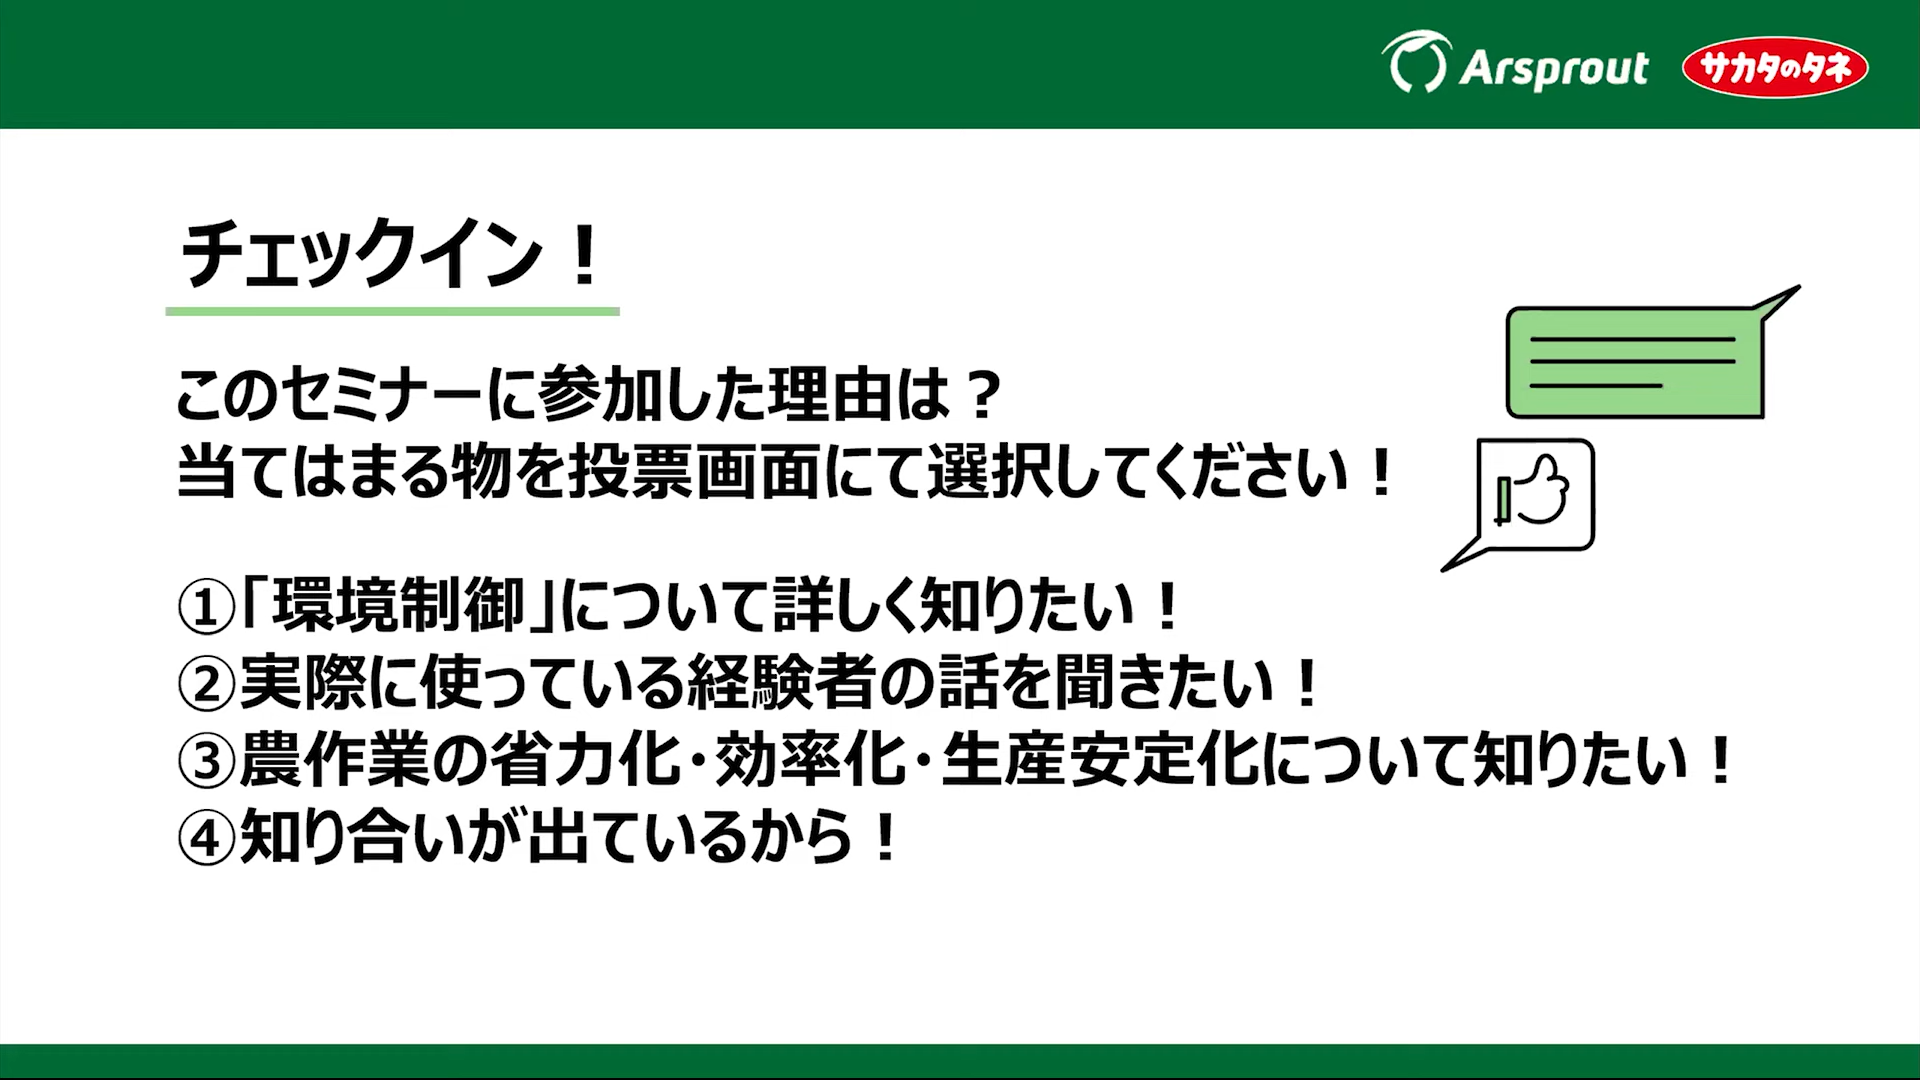 Arsprout
サカタのタネ
チェックイン！
このセミナーに参加した理由は？
当てはまる物を投票画面にて選択してください！
①「環境制御」について詳しく知りたい！
②実際に使っている経験者の話を聞きたい！
③農作業の省力化・効率化・生産安定化について知りたい！
④知り合いが出ているから！